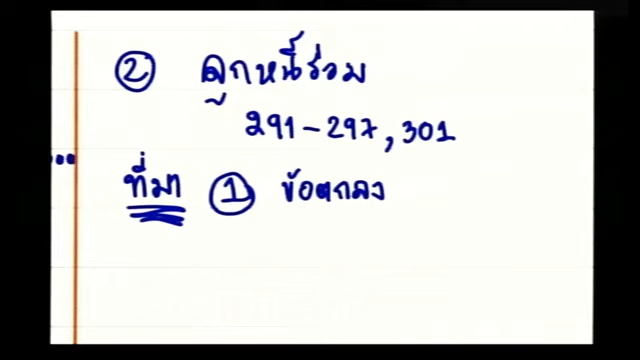 ② ลูกหนี้ร่วม
291 - 297, 301
ที่มา ① ข้อตกลง